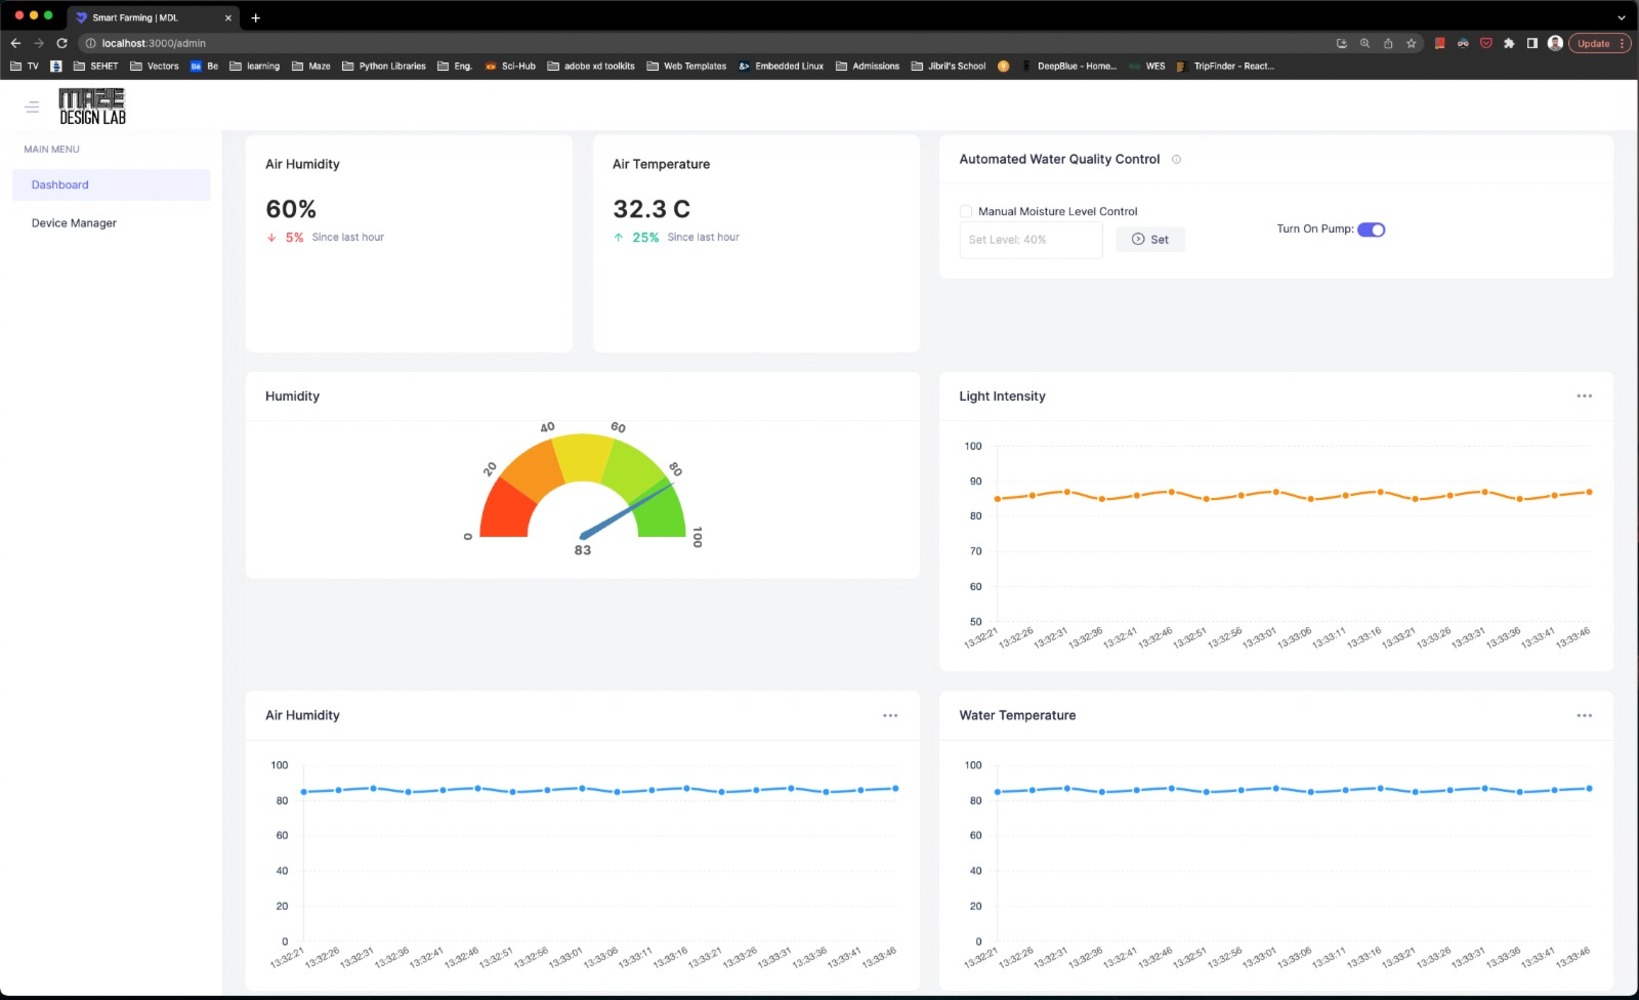 Smart Farming | MDL
localhost:3000/admin
Update
TV
SEHET
Vectors
Bē Be
learning
Maze
Python Libraries
Eng.
Sci-Hub
adobe xd toolkits
Web Templates
Embedded Linux
Admissions
Jibril's School
DeepBlue - Home...
WES
TripFinder - React...
MAZE
DESIGN LAB
MAIN MENU
Dashboard
Device Manager
Air Humidity
60%
5% Since last hour
Air Temperature
32.3 C
25% Since last hour
Automated Water Quality Control
Manual Moisture Level Control
Set Level: 40%
Set
Turn On Pump:
Humidity
0
20
40
60
80
100
83
Light Intensity
100
90
80
70
60
50
13:32:21 13:32:26 13:32:31 13:32:36 13:32:41 13:32:46 13:32:51 13:32:56 13:33:01 13:33:06 13:33:11 13:33:16 13:33:21 13:33:26 13:33:31 13:33:36 13:33:41 13:33:46
Air Humidity
100
80
60
40
20
0
13:32:21 13:32:26 13:32:31 13:32:36 13:32:41 13:32:46 13:32:51 13:32:56 13:33:01 13:33:06 13:33:11 13:33:16 13:33:21 13:33:26 13:33:31 13:33:36 13:33:41 13:33:46
Water Temperature
100
80
60
40
20
0
13:32:21 13:32:26 13:32:31 13:32:36 13:32:41 13:32:46 13:32:51 13:32:56 13:33:01 13:33:06 13:33:11 13:33:16 13:33:21 13:33:26 13:33:31 13:33:36 13:33:41 13:33:46